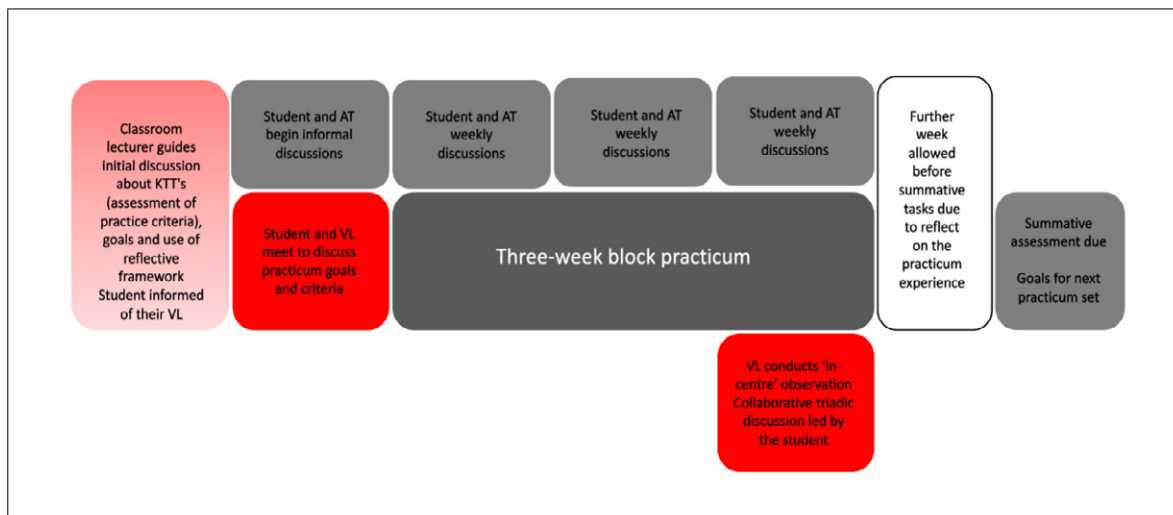 Classroom
lecturer guides
initial discussion
about KTT's
(assessment of
practice criteria),
goals and use of
reflective
framework
Student informed
of their VL
Student and AT
begin informal
discussions
Student and VL
meet to discuss
practicum goals
and criteria
Student and AT
weekly
discussions
Student and AT
weekly
discussions
Student and AT
weekly
discussions
Three-week block practicum
VL conducts ‘in-
centre’ observation
Collaborative triadic
discussion led by
the student
Further
week
allowed
before
summative
tasks due
to reflect
on the
practicum
experience
Summative
assessment due
Goals for next
practicum set